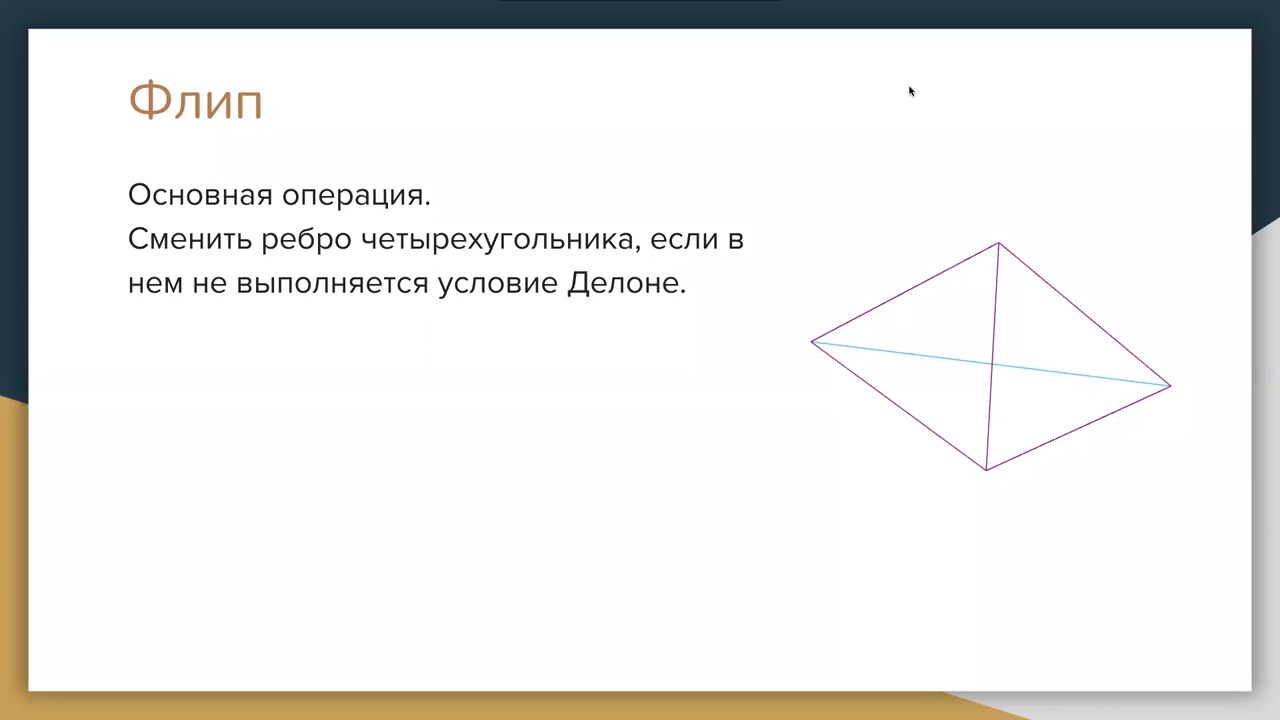 Флип
Основная операция.
Сменить ребро четырехугольника, если в
нем не выполняется условие Делоне.